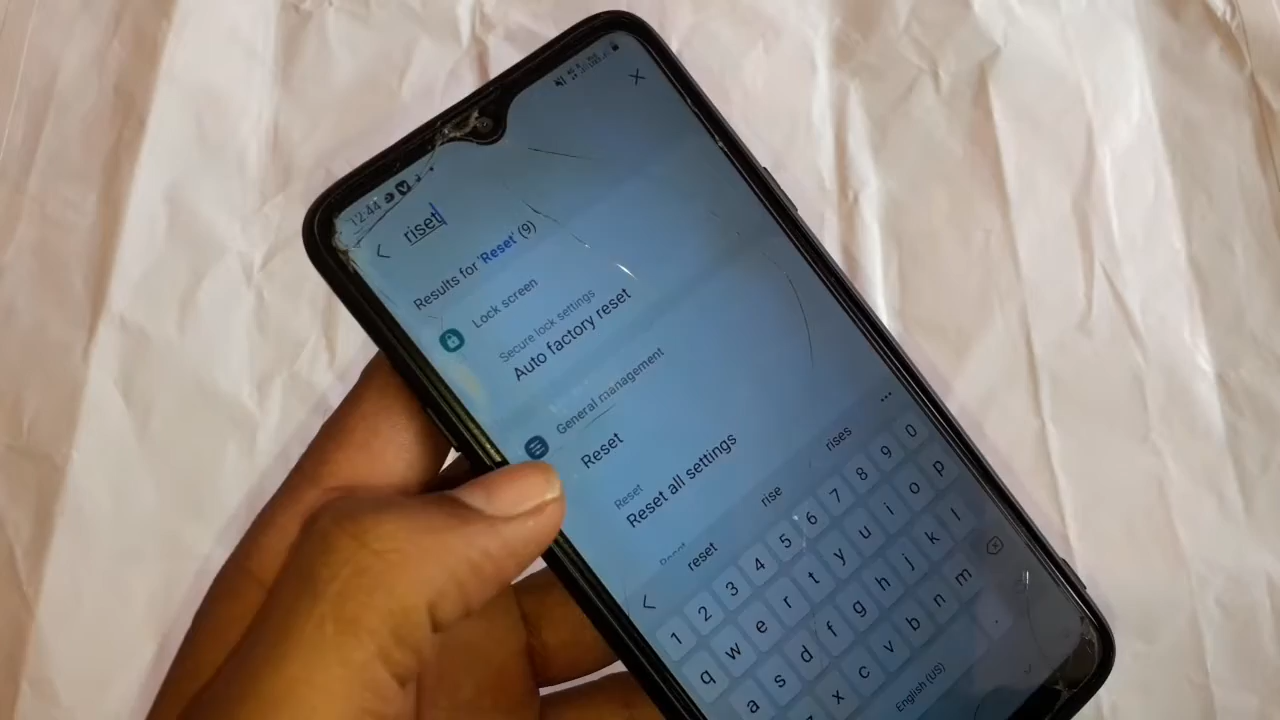 12:44
riset
Results for 'Reset' (9)
Lock screen
Secure lock settings
Auto factory reset
General management
Reset
Reset
Reset all settings
Reset
reset rise rises
1 2 3 4 5 6 7 8 9 0
q w e r t y u i o p
a s d f g h j k l
z x c v b n m
English (US) .